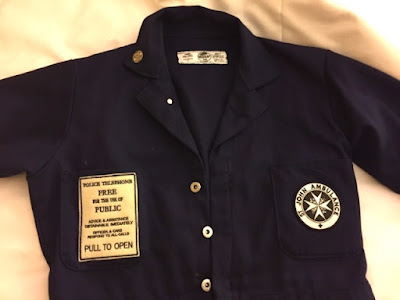 POLICE TELEPHONE
FREE
FOR THE USE OF
PUBLIC
ADVICE & ASSISTANCE
OBTAINABLE IMMEDIATELY
OFFICER & CARS
RESPOND TO ALL CALLS
PULL TO OPEN
ST JOHN AMBULANCE